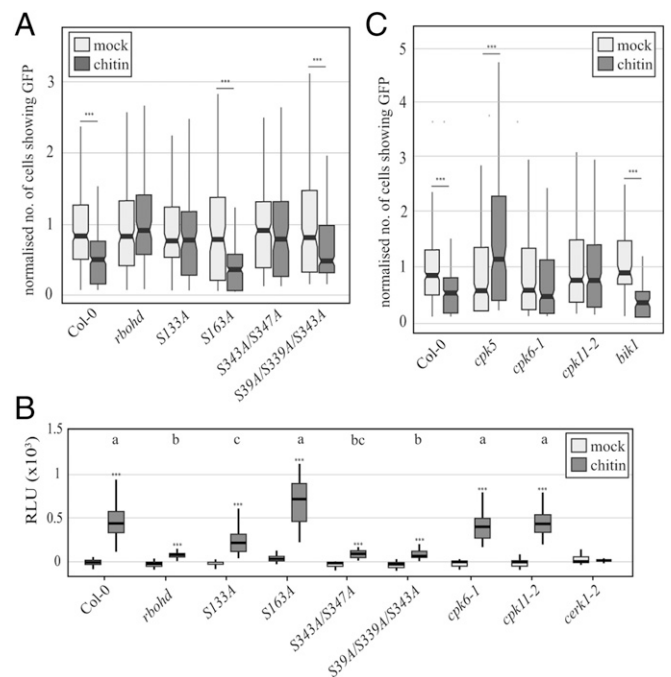 A
normalised no. of cells showing GFP
3
2
1
0
mock
chitin
***
***
***
Col-0
rbohd
S133A
S163A
S343A/S347A
S39A/S339A/S343A
C
normalised no. of cells showing GFP
5
4
3
2
1
0
mock
chitin
***
***
***
Col-0
cpk5
cpk6-1
cpk11-2
bik1
B
RLU (x10³)
1.5
1
0.5
0
a
b
c
a
bc
b
a
a
mock
chitin
***
***
***
***
***
***
***
***
Col-0
rbohd
S133A
S163A
S343A/S347A
S39A/S339A/S343A
cpk6-1
cpk11-2
cerk1-2